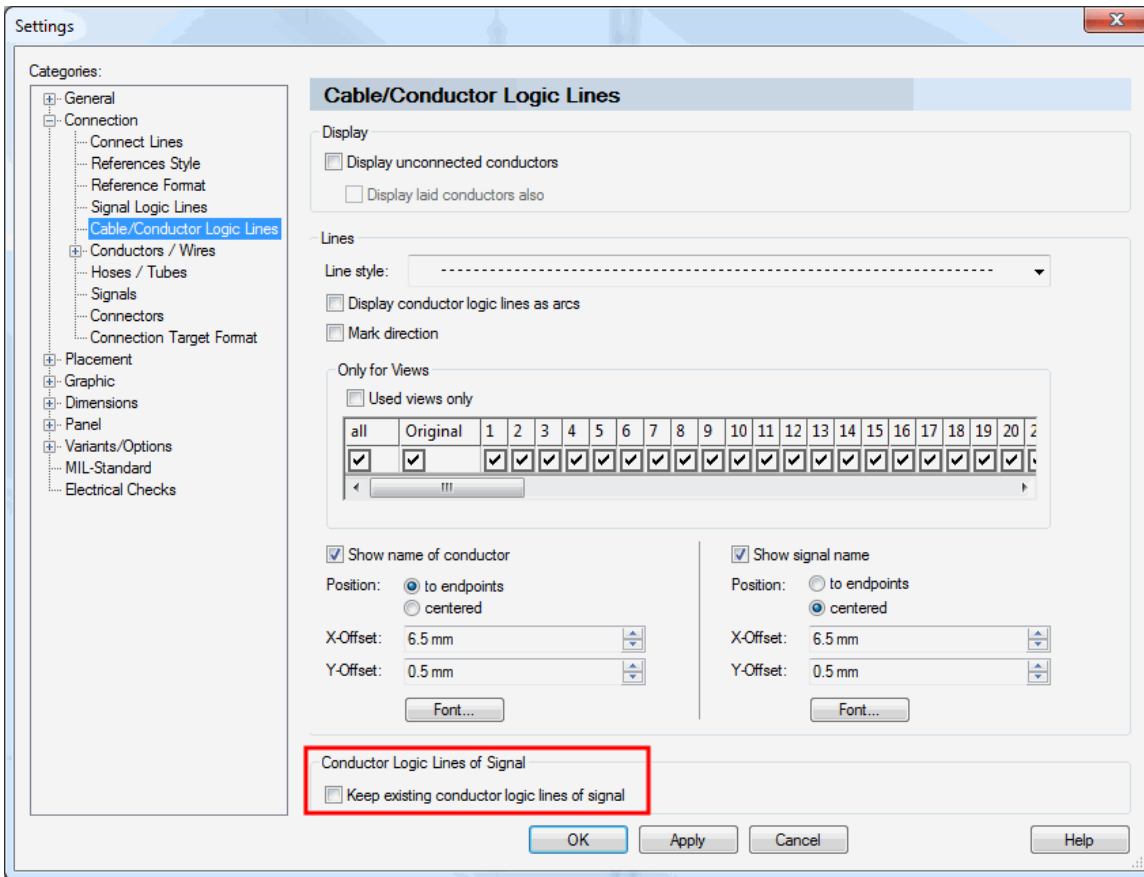 Settings
Categories:
General
Connection
Connect Lines
References Style
Reference Format
Signal Logic Lines
Cable/Conductor Logic Lines
Conductors / Wires
Hoses / Tubes
Signals
Connectors
Connection Target Format
Placement
Graphic
Dimensions
Panel
Variants/Options
MIL-Standard
Electrical Checks
Cable/Conductor Logic Lines
Display
Display unconnected conductors
Display laid conductors also
Lines
Line style:
Display conductor logic lines as arcs
Mark direction
Only for Views
Used views only
all Original 1 2 3 4 5 6 7 8 9 10 11 12 13 14 15 16 17 18 19 20
Show name of conductor
Position: to endpoints
centered
X-Offset: 6.5 mm
Y-Offset: 0.5 mm
Font...
Show signal name
Position: to endpoints
centered
X-Offset: 6.5 mm
Y-Offset: 0.5 mm
Font...
Conductor Logic Lines of Signal
Keep existing conductor logic lines of signal
OK Apply Cancel Help